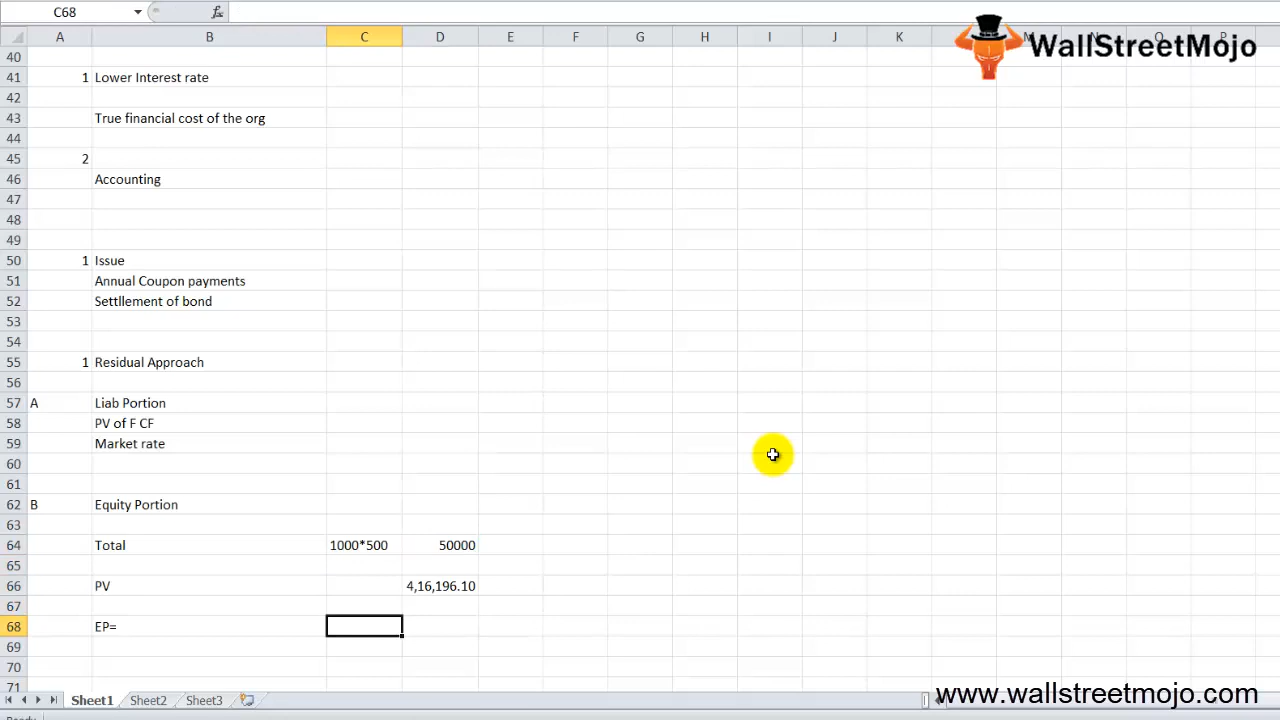 C68
fx
A B C D E F G H I J K M N O P
WallStreetMojo
40
41 1 Lower Interest rate
42
43 True financial cost of the org
44
45 2
46 Accounting
47
48
49
50 1 Issue
51 Annual Coupon payments
52 Settllement of bond
53
54
55 1 Residual Approach
56
57 A Liab Portion
58 PV of F CF
59 Market rate
60
61
62 B Equity Portion
63
64 Total 1000*500 50000
65
66 PV 4,16,196.10
67
68 EP=
69
70
71
Sheet1 Sheet2 Sheet3
www.wallstreetmojo.com